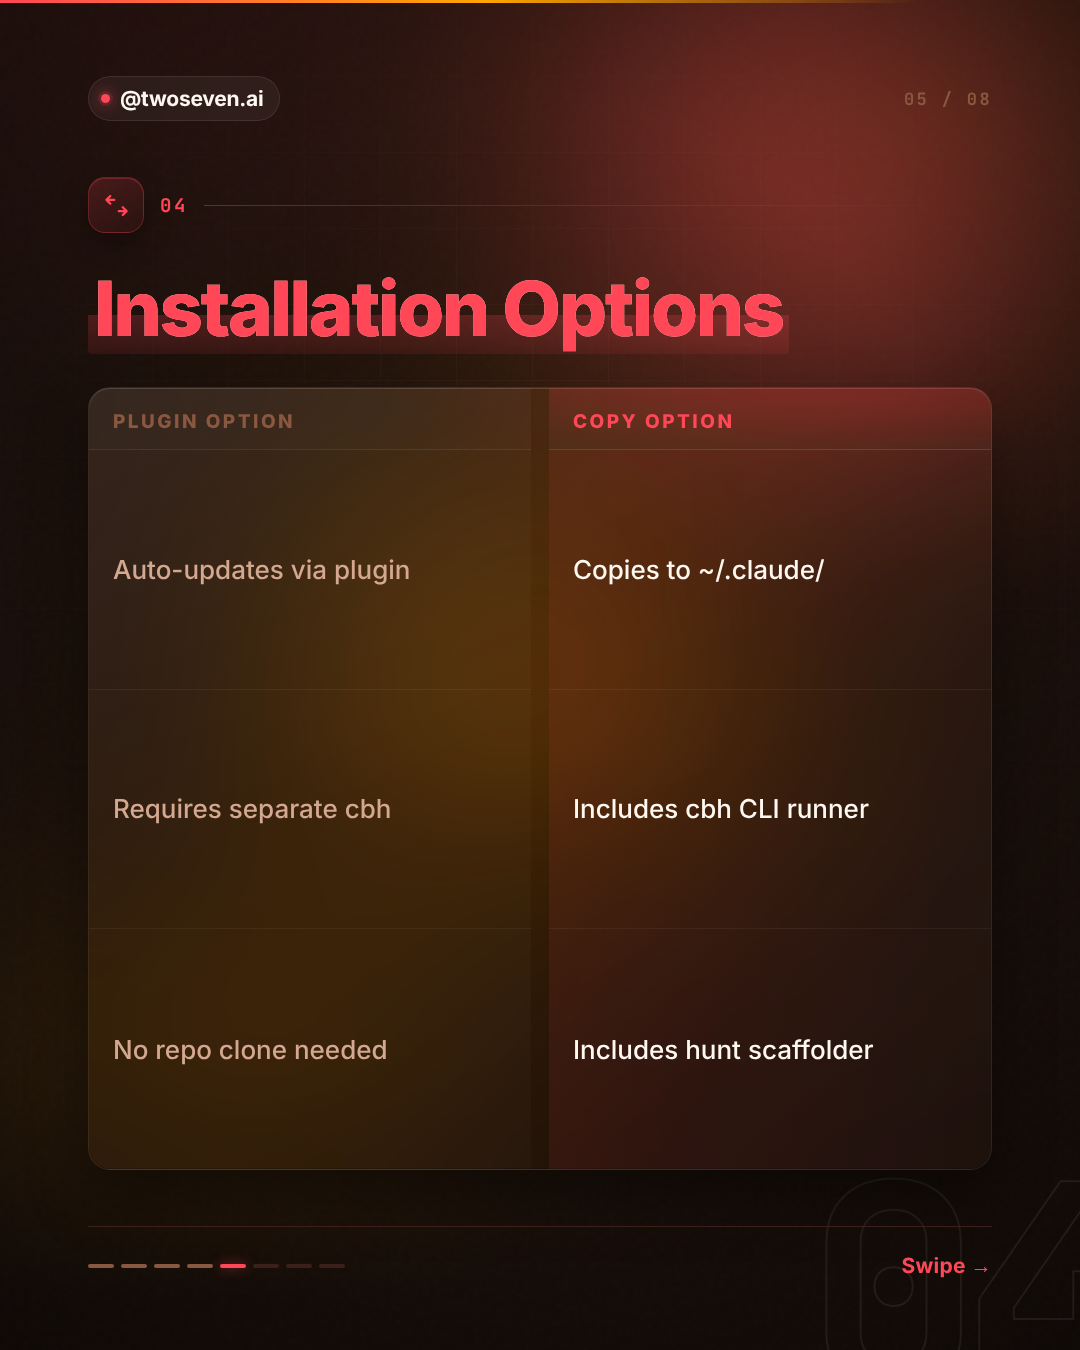 @twoseven.ai
05 / 08
04
Installation Options
PLUGIN OPTION
COPY OPTION
Auto-updates via plugin
Copies to ~/.claude/
Requires separate cbh
Includes cbh CLI runner
No repo clone needed
Includes hunt scaffolder
Swipe →
04